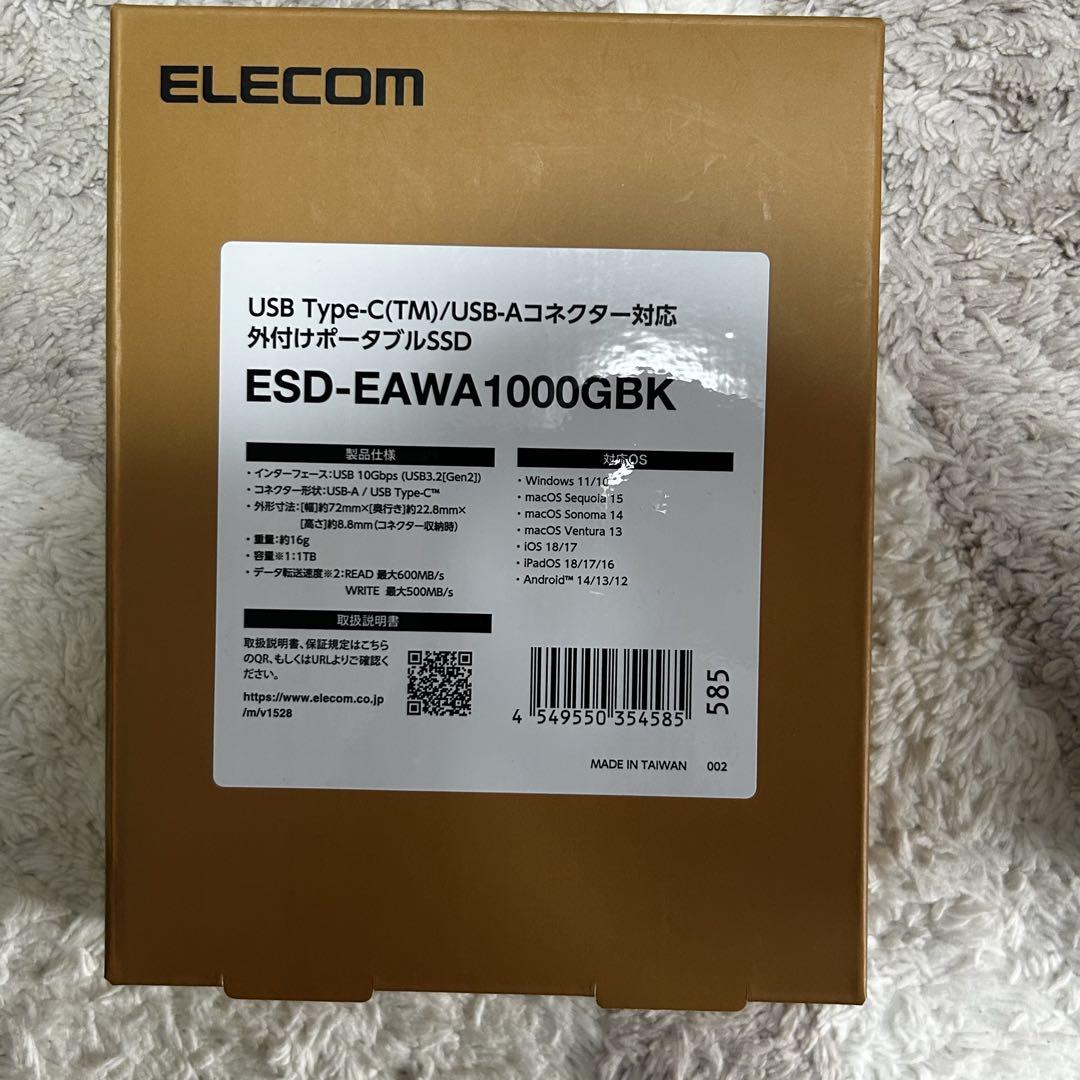 ELECOM
USB Type-C(TM)/USB-Aコネクター対応
外付けポータブルSSD
ESD-EAWA1000GBK
製品仕様
・インターフェース：USB 10Gbps (USB3.2[Gen2])
・コネクター形状：USB-A / USB Type-C™
・外形寸法：[幅]約72mm×[奥行き]約22.8mm×
[高さ]約8.8mm（コネクター収納時）
・重量：約16g
・容量※1：1TB
・データ転送速度※2：READ 最大600MB/s
WRITE 最大500MB/s
取扱説明書
取扱説明書、保証規定はこちら
のQR、もしくはURLよりご確認く
ださい。
https://www.elecom.co.jp
/m/v1528
対応OS
・Windows 11/10
・macOS Sequoia 15
・macOS Sonoma 14
・macOS Ventura 13
・iOS 18/17
・iPadOS 18/17/16
・Android™ 14/13/12
4 549550 354585
585
MADE IN TAIWAN 002